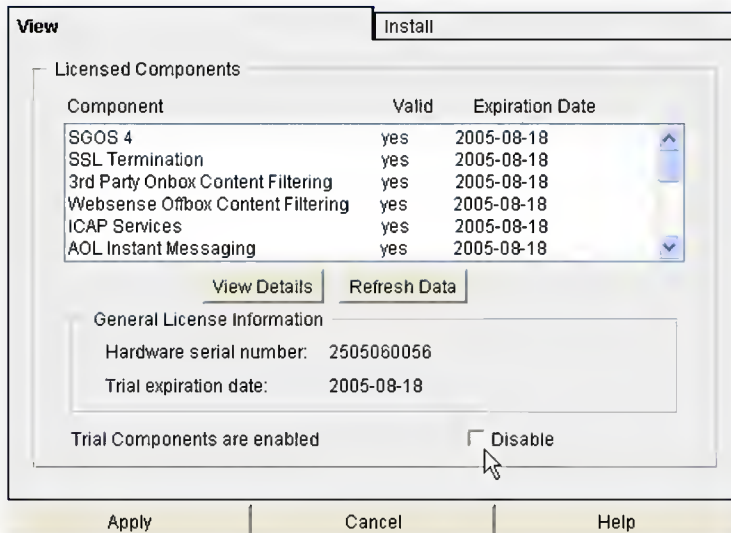 View Install
Licensed Components
Component Valid Expiration Date
SGOS 4 yes 2005-08-18
SSL Termination yes 2005-08-18
3rd Party Onbox Content Filtering yes 2005-08-18
Websense Offbox Content Filtering yes 2005-08-18
ICAP Services yes 2005-08-18
AOL Instant Messaging yes 2005-08-18
View Details Refresh Data
General License Information
Hardware serial number: 2505060056
Trial expiration date: 2005-08-18
Trial Components are enabled Disable
Apply Cancel Help